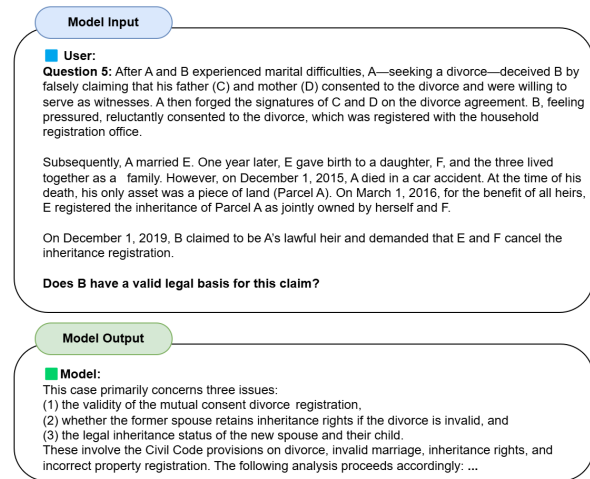 Model Input
User:
Question 5: After A and B experienced marital difficulties, A—seeking a divorce—deceived B by
falsely claiming that his father (C) and mother (D) consented to the divorce and were willing to
serve as witnesses. A then forged the signatures of C and D on the divorce agreement. B, feeling
pressured, reluctantly consented to the divorce, which was registered with the household
registration office.
Subsequently, A married E. One year later, E gave birth to a daughter, F, and the three lived
together as a family. However, on December 1, 2015, A died in a car accident. At the time of his
death, his only asset was a piece of land (Parcel A). On March 1, 2016, for the benefit of all heirs,
E registered the inheritance of Parcel A as jointly owned by herself and F.
On December 1, 2019, B claimed to be A's lawful heir and demanded that E and F cancel the
inheritance registration.
Does B have a valid legal basis for this claim?
Model Output
Model:
This case primarily concerns three issues:
(1) the validity of the mutual consent divorce registration,
(2) whether the former spouse retains inheritance rights if the divorce is invalid, and
(3) the legal inheritance status of the new spouse and their child.
These involve the Civil Code provisions on divorce, invalid marriage, inheritance rights, and
incorrect property registration. The following analysis proceeds accordingly: ...